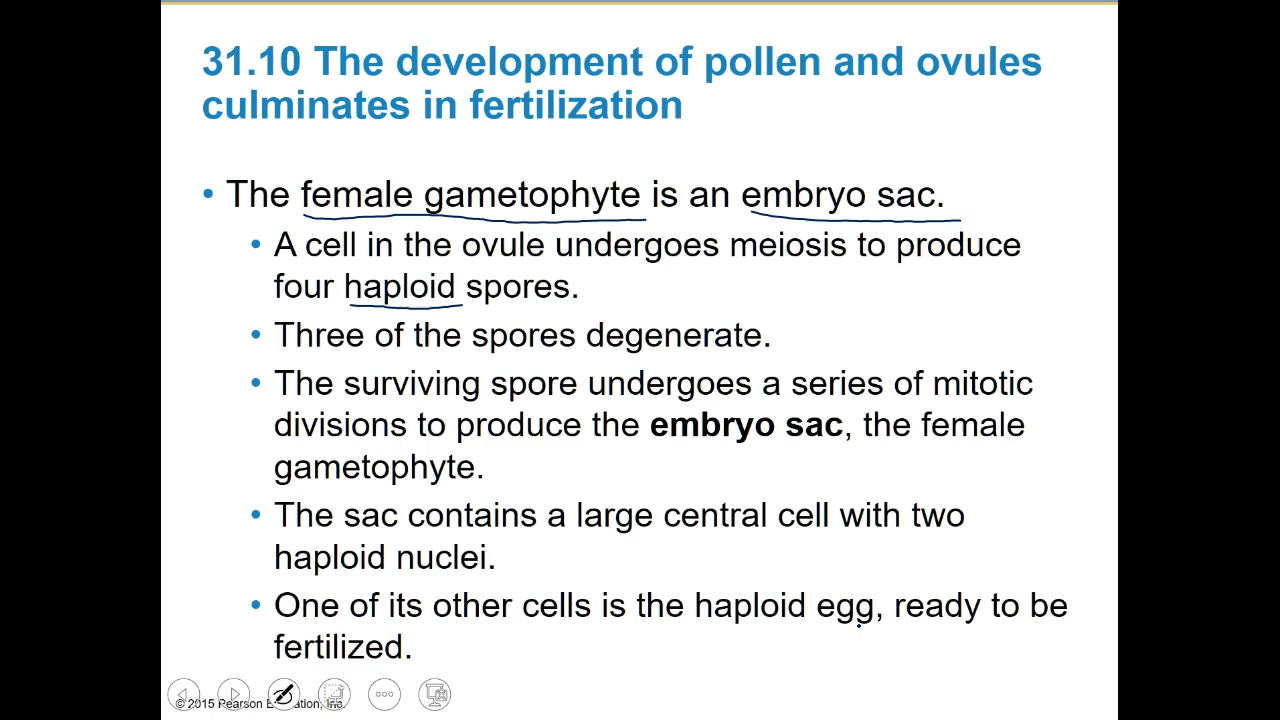 31.10 The development of pollen and ovules
culminates in fertilization
• The female gametophyte is an embryo sac.
• A cell in the ovule undergoes meiosis to produce
four haploid spores.
• Three of the spores degenerate.
• The surviving spore undergoes a series of mitotic
divisions to produce the embryo sac, the female
gametophyte.
• The sac contains a large central cell with two
haploid nuclei.
• One of its other cells is the haploid egg, ready to be
fertilized.
© 2015 Pearson Inc.